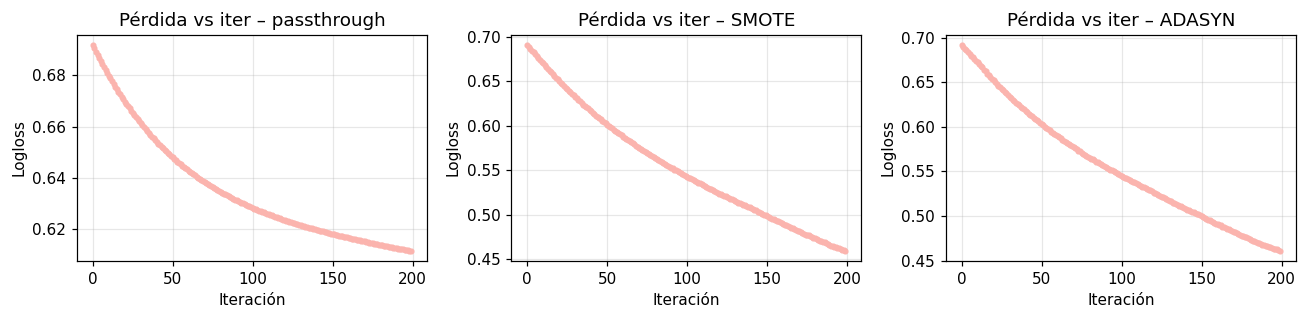 Pérdida vs iter – passthrough
0.68
0.66
0.64
0.62
Logloss
0 50 100 150 200
Iteración
Pérdida vs iter – SMOTE
0.70
0.65
0.60
0.55
0.50
0.45
Logloss
0 50 100 150 200
Iteración
Pérdida vs iter – ADASYN
0.70
0.65
0.60
0.55
0.50
0.45
Logloss
0 50 100 150 200
Iteración